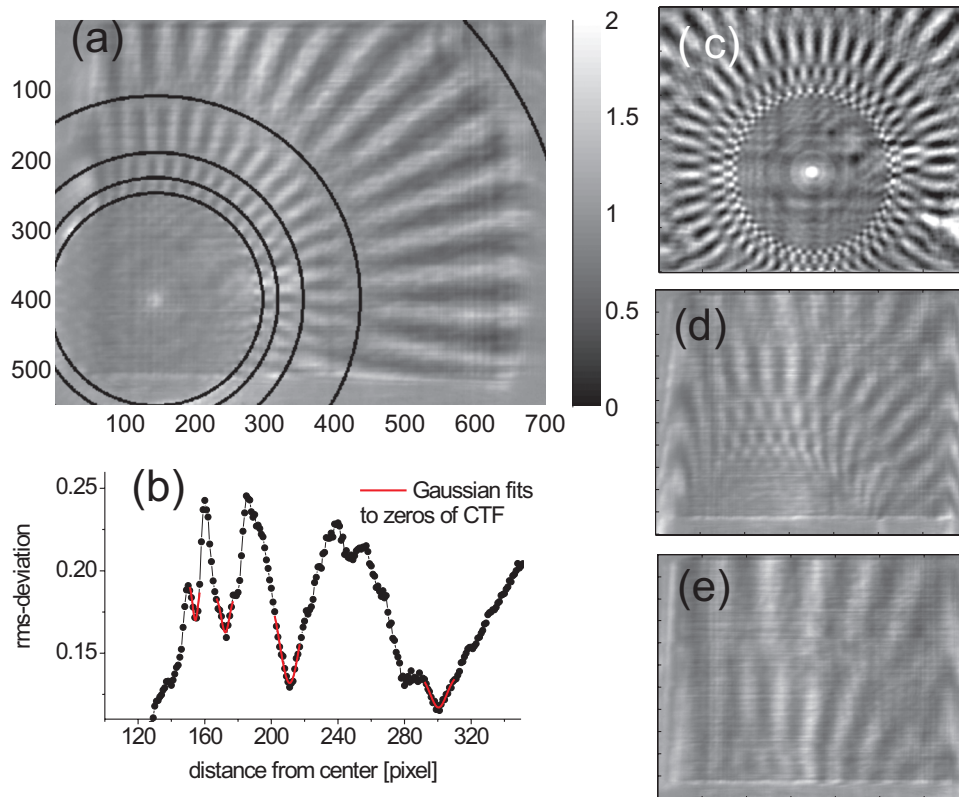 (a)
100
200
300
400
500
100 200 300 400 500 600 700
2
1.5
1
0.5
0
(b)
Gaussian fits
to zeros of CTF
0.25
0.20
0.15
rms-deviation
120 160 200 240 280 320
distance from center [pixel]
( c)
(d)
(e)